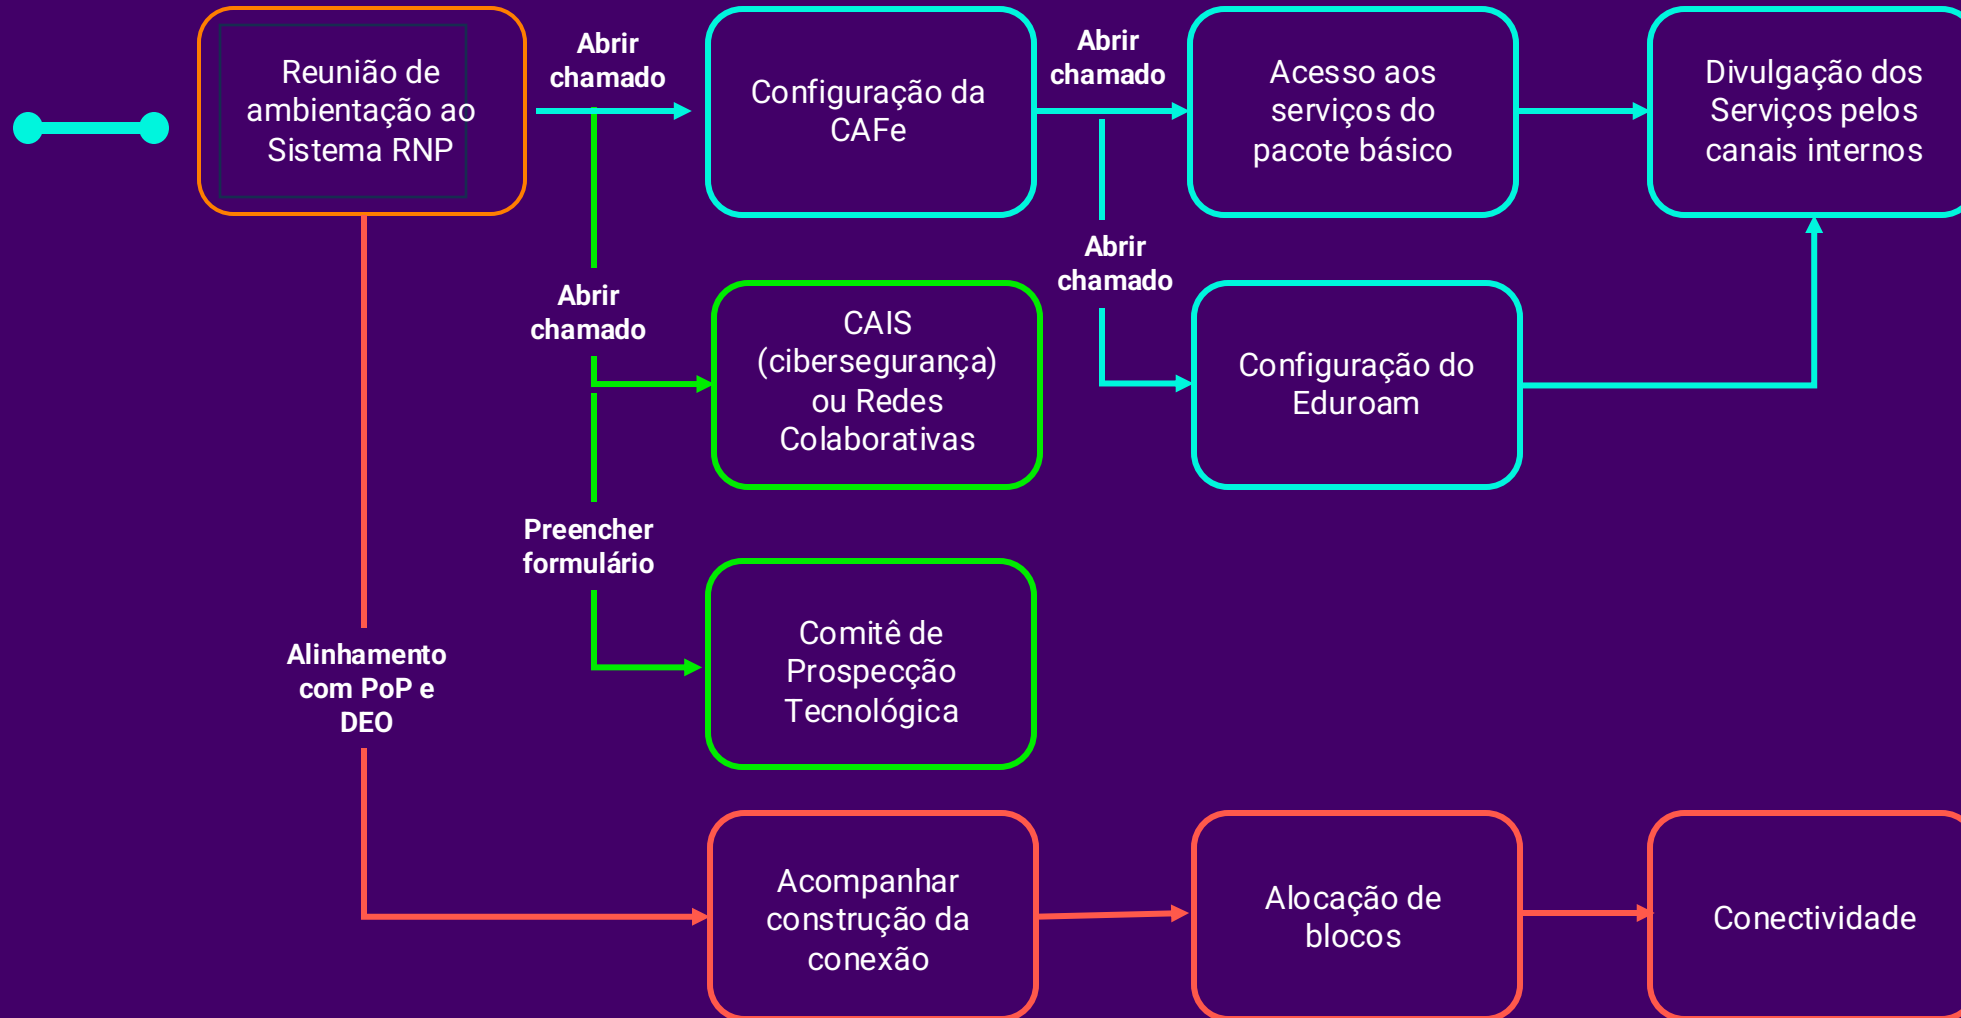 Reunião de
ambientação ao
Sistema RNP
Abrir
chamado
Configuração da
CAFe
Abrir
chamado
Acesso aos
serviços do
pacote básico
Divulgação dos
Serviços pelos
canais internos
Abrir
chamado
CAIS
(cibersegurança)
ou Redes
Colaborativas
Abrir
chamado
Configuração do
Eduroam
Preencher
formulário
Comitê de
Prospecção
Tecnológica
Alinhamento
com PoP e
DEO
Acompanhar
construção da
conexão
Alocação de
blocos
Conectividade